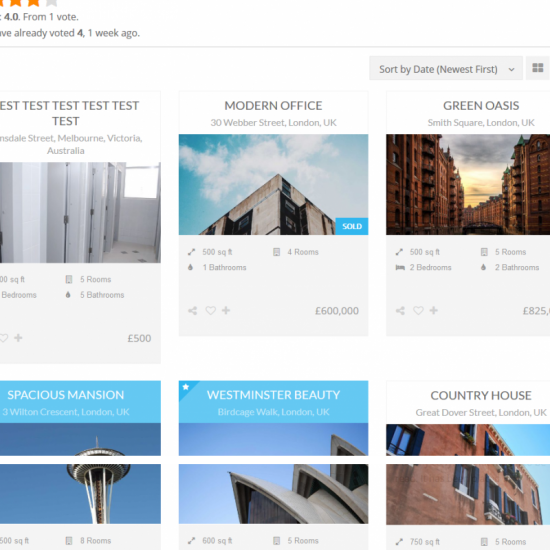 : 4.0. From 1 vote.
ve already voted 4, 1 week ago.
Sort by Date (Newest First)
EST TEST TEST TEST TEST
TEST
nsdale Street, Melbourne, Victoria,
Australia
00 sq ft
5 Rooms
Bedrooms
5 Bathrooms
£500
MODERN OFFICE
30 Webber Street, London, UK
SOLD
500 sq ft
4 Rooms
1 Bathrooms
£600,000
GREEN OASIS
Smith Square, London, UK
500 sq ft
5 Rooms
2 Bedrooms
2 Bathrooms
£825,
SPACIOUS MANSION
3 Wilton Crescent, London, UK
500 sq ft
8 Rooms
WESTMINSTER BEAUTY
Birdcage Walk, London, UK
600 sq ft
5 Rooms
COUNTRY HOUSE
Great Dover Street, London, UK
750 sq ft
5 Rooms